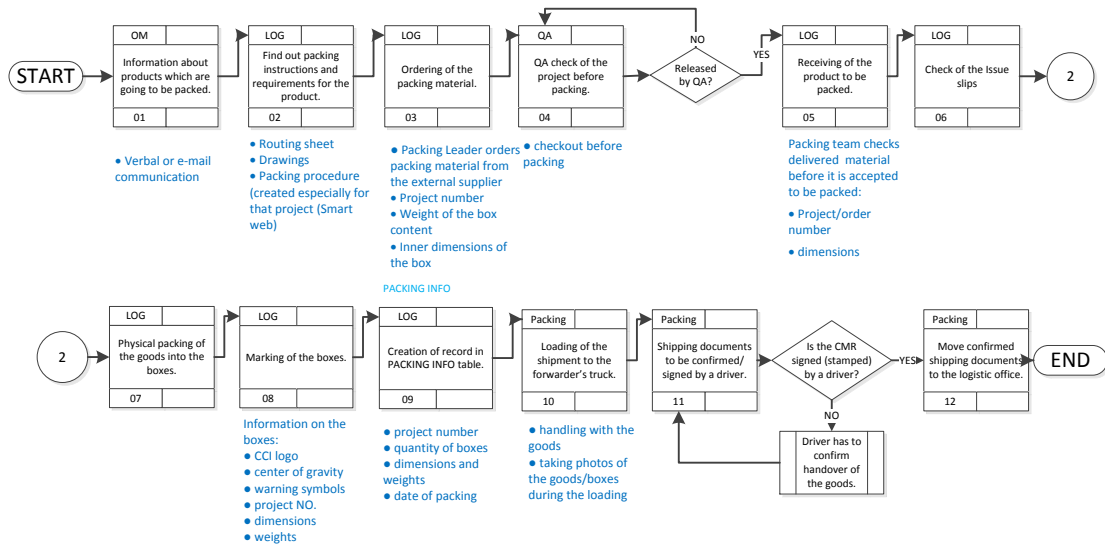 START
OM
Information about
products which are
going to be packed.
01
• Verbal or e-mail
communication
LOG
Find out packing
instructions and
requirements for the
product.
02
• Routing sheet
• Drawings
• Packing procedure
(created especially for
that project (Smart
web)
LOG
Ordering of the
packing material.
03
• Packing Leader orders
packing material from
the external supplier
• Project number
• Weight of the box
content
• Inner dimensions of
the box
PACKING INFO
QA
QA check of the
project before
packing.
04
• checkout before
packing
NO
Released
by QA?
YES
LOG
Receiving of the
product to be
packed.
05
Packing team checks
delivered material
before it is accepted
to be packed:
• Project/order
number
• dimensions
LOG
Check of the Issue
slips
06
2
2
LOG
Physical packing of
the goods into the
boxes.
07
LOG
Marking of the boxes.
08
Information on the
boxes:
● CCI logo
● center of gravity
● warning symbols
● project NO.
● dimensions
● weights
LOG
Creation of record in
PACKING INFO table.
09
● project number
● quantity of boxes
● dimensions and
weights
● date of packing
Packing
Loading of the
shipment to the
forwarder's truck.
10
● handling with the
goods
● taking photos of
the goods/boxes
during the loading
Packing
Shipping documents
to be confirmed/
signed by a driver.
11
Is the CMR
signed (stamped)
by a driver?
YES
NO
Driver has to
confirm
handover of
the goods.
Packing
Move confirmed
shipping documents
to the logistic office.
12
END